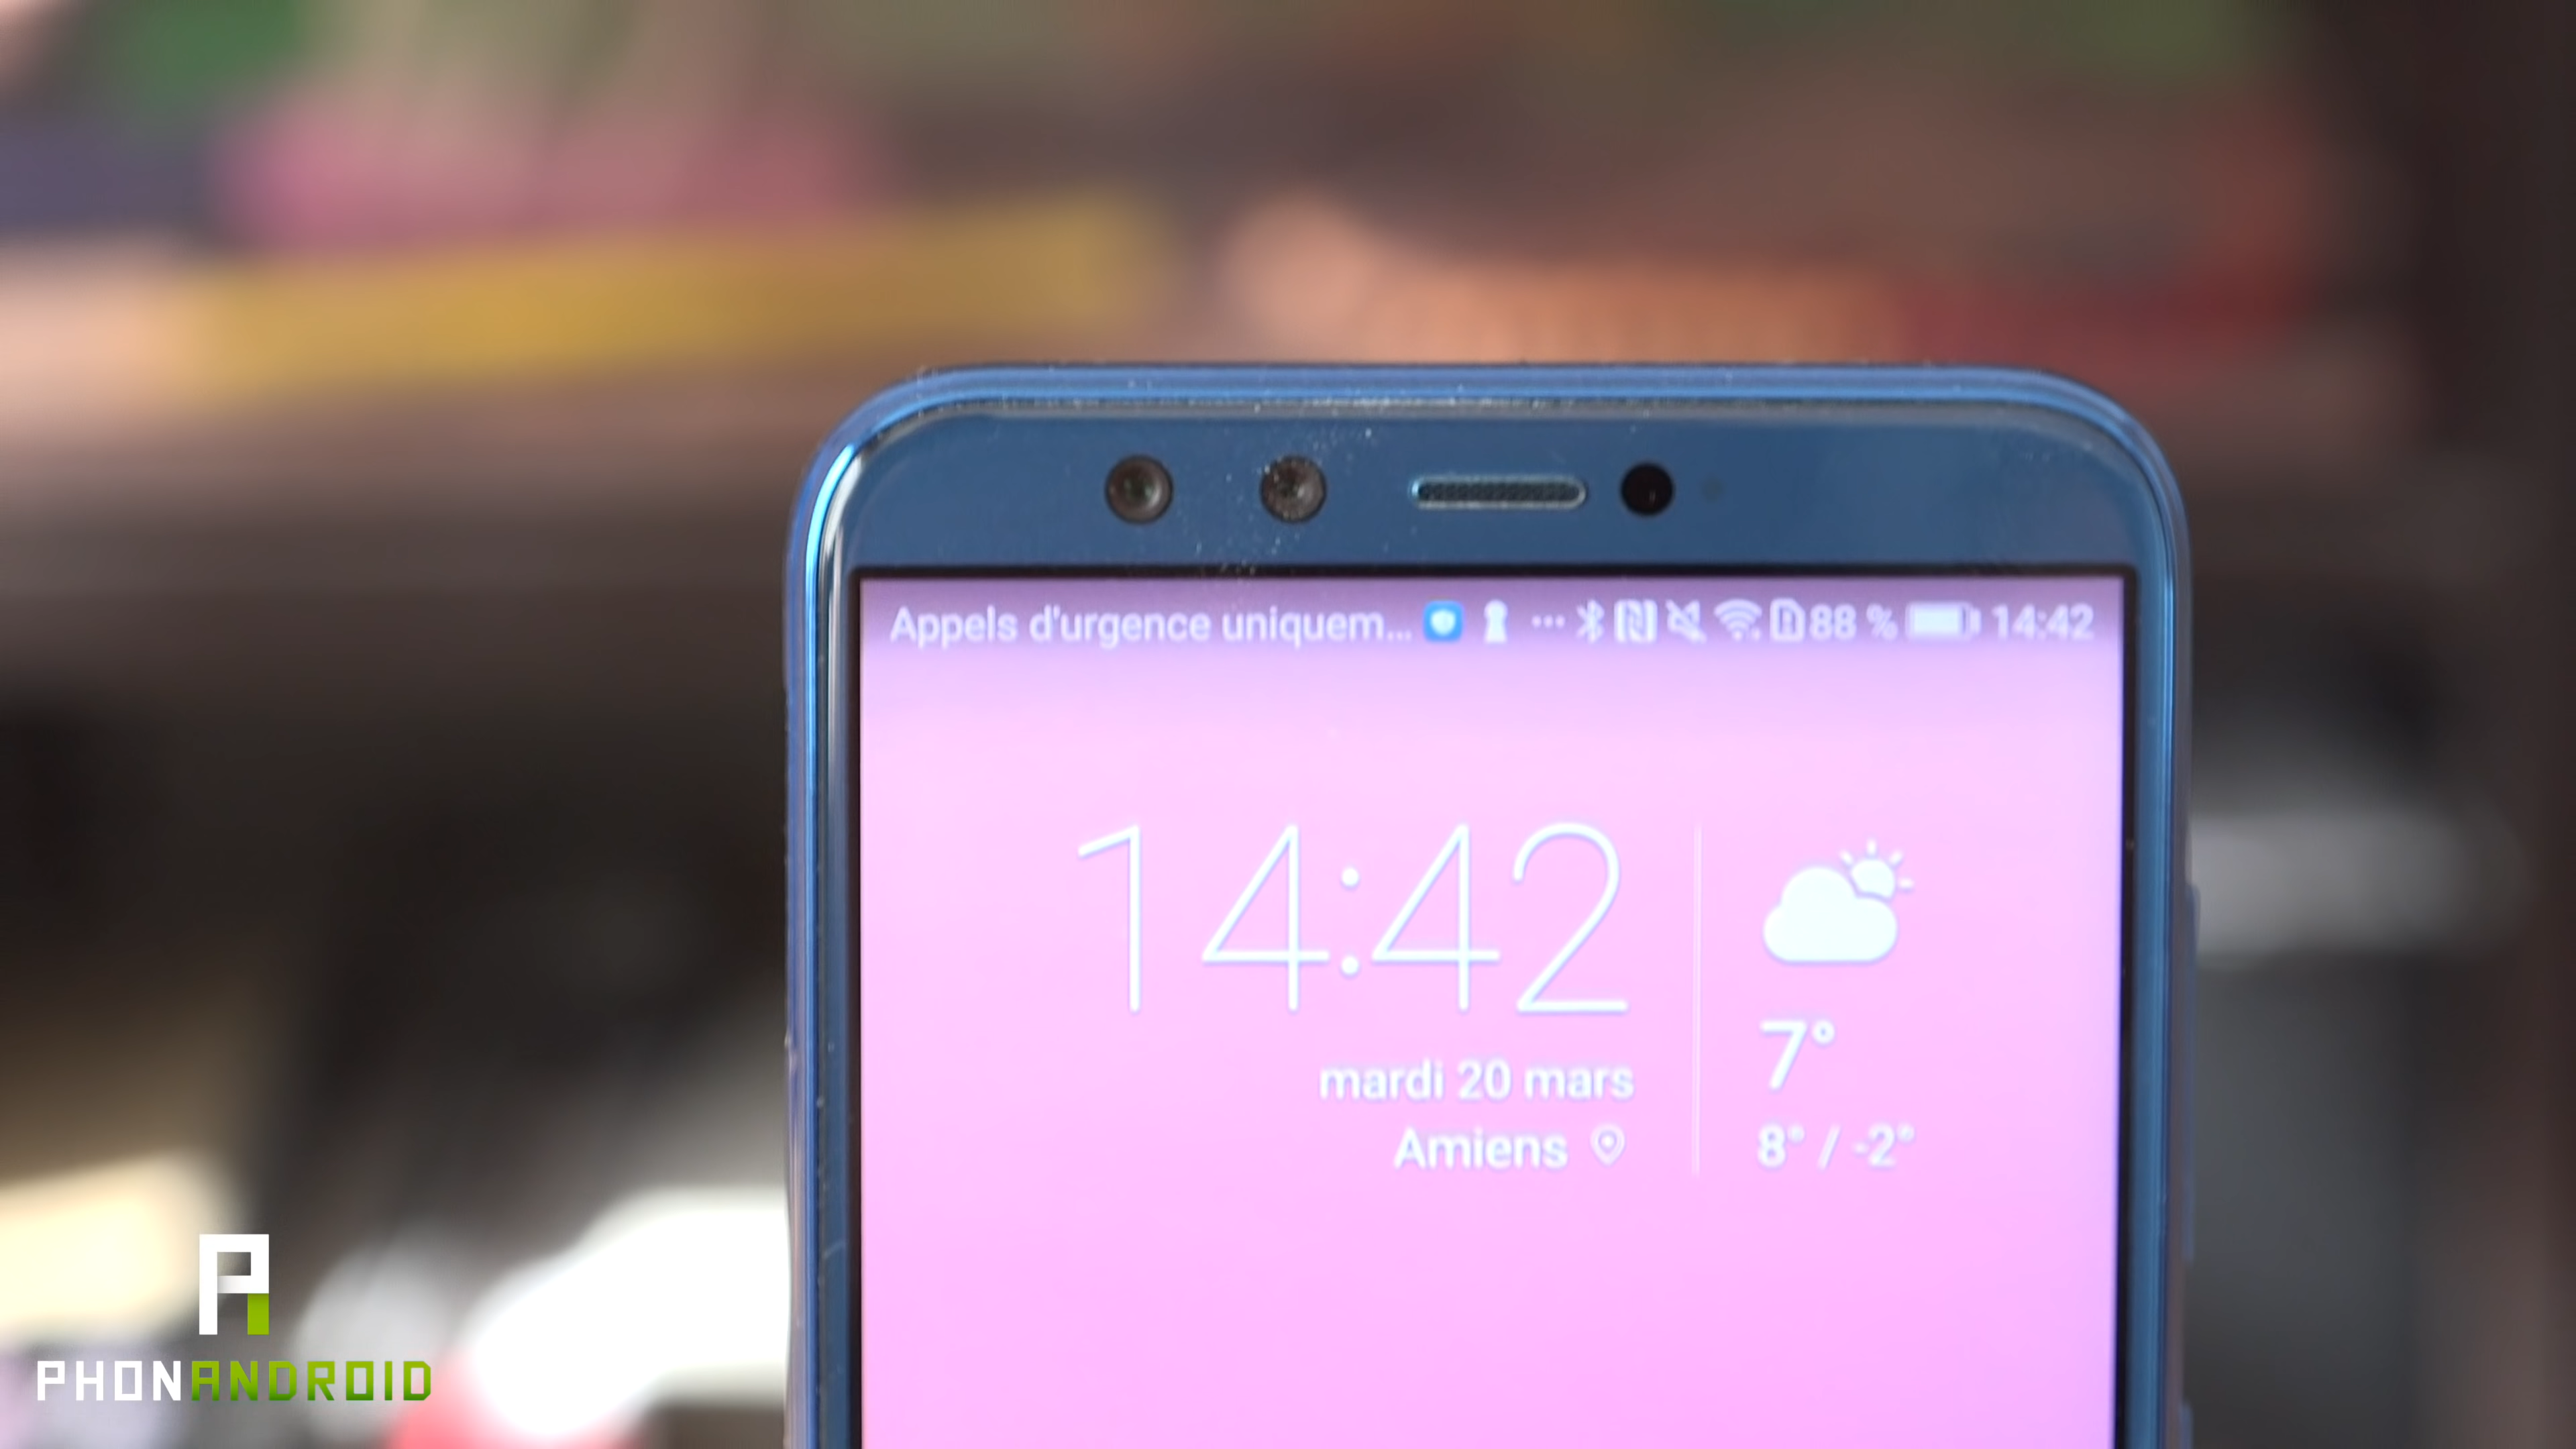 Appels d'urgence uniquem... 88 % 14:42
14:42
mardi 20 mars
Amiens
7°
8° / -2°
PHONANDROID